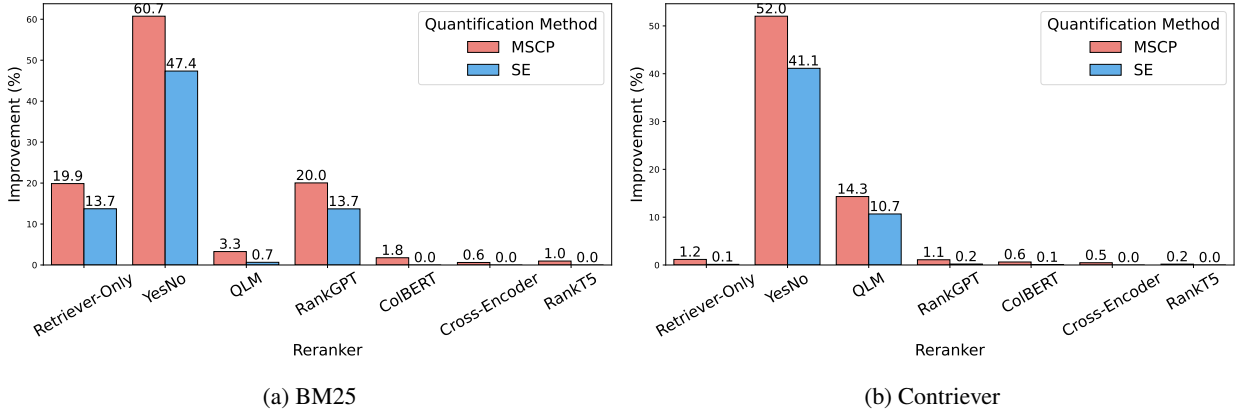 Quantification Method
MSCP
SE
Improvement (%)
60
50
40
30
20
10
0
19.9
13.7
60.7
47.4
3.3
0.7
20.0
13.7
1.8
0.0
0.6
0.0
1.0
0.0
Retriever-Only
YesNo
QLM
RankGPT
ColBERT
Cross-Encoder
RankT5
Reranker
(a) BM25
Quantification Method
MSCP
SE
Improvement (%)
50
40
30
20
10
0
1.2
0.1
52.0
41.1
14.3
10.7
1.1
0.2
0.6
0.1
0.5
0.0
0.2
0.0
Retriever-Only
YesNo
QLM
RankGPT
ColBERT
Cross-Encoder
RankT5
Reranker
(b) Contriever